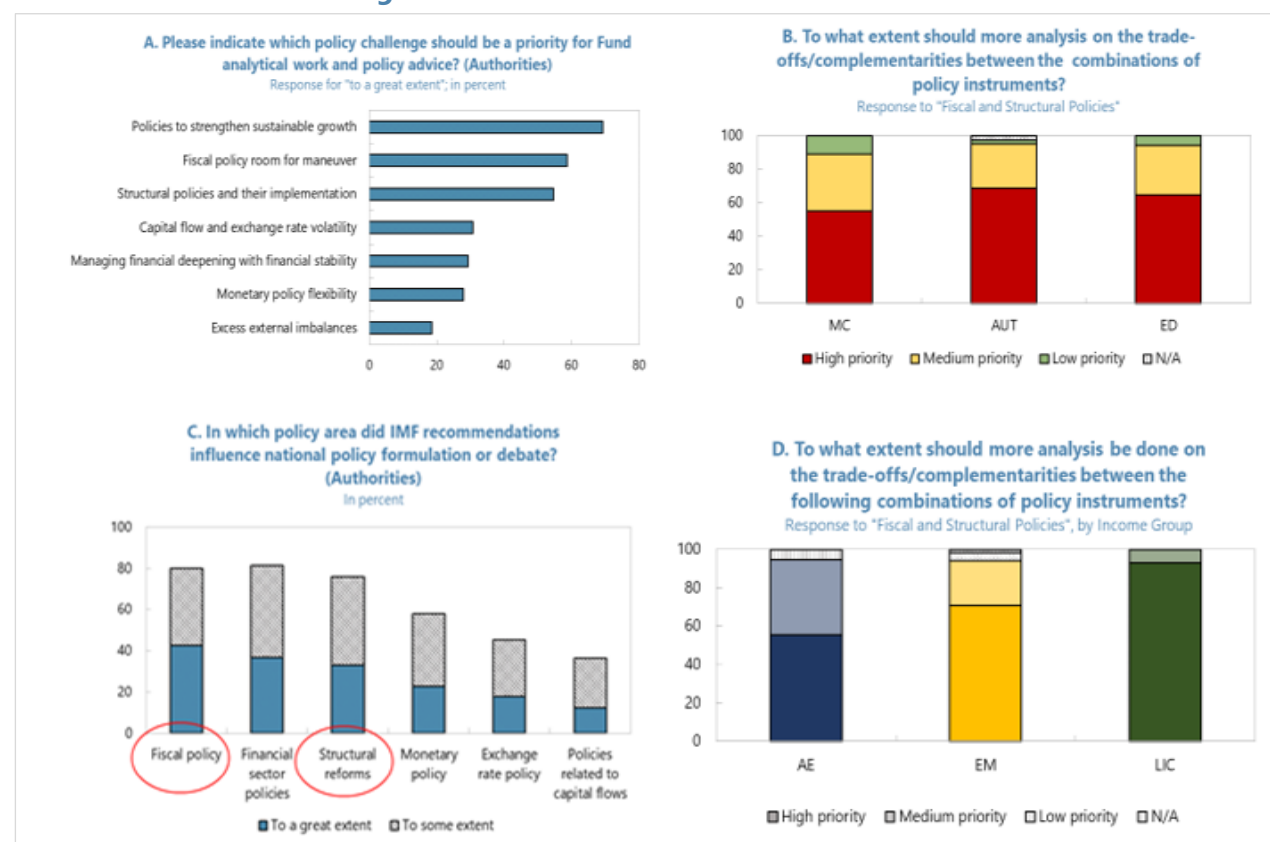 A. Please indicate which policy challenge should be a priority for Fund
analytical work and policy advice? (Authorities)
Response for "to a great extent"; in percent
Policies to strengthen sustainable growth
Fiscal policy room for maneuver
Structural policies and their implementation
Capital flow and exchange rate volatility
Managing financial deepening with financial stability
Monetary policy flexibility
Excess external imbalances
0 20 40 60 80
B. To what extent should more analysis on the trade-
offs/complementarities between the combinations of
policy instruments?
Response to "Fiscal and Structural Policies"
100
80
60
40
20
0
MC AUT ED
High priority Medium priority Low priority N/A
C. In which policy area did IMF recommendations
influence national policy formulation or debate?
(Authorities)
In percent
100
80
60
40
20
0
Fiscal policy Financial Structural Monetary Exchange Policies
sector reforms policy rate policy related to
policies capital flows
To a great extent To some extent
D. To what extent should more analysis be done on
the trade-offs/complementarities between the
following combinations of policy instruments?
Response to "Fiscal and Structural Policies", by Income Group
100
80
60
40
20
0
AE EM LIC
High priority Medium priority Low priority N/A